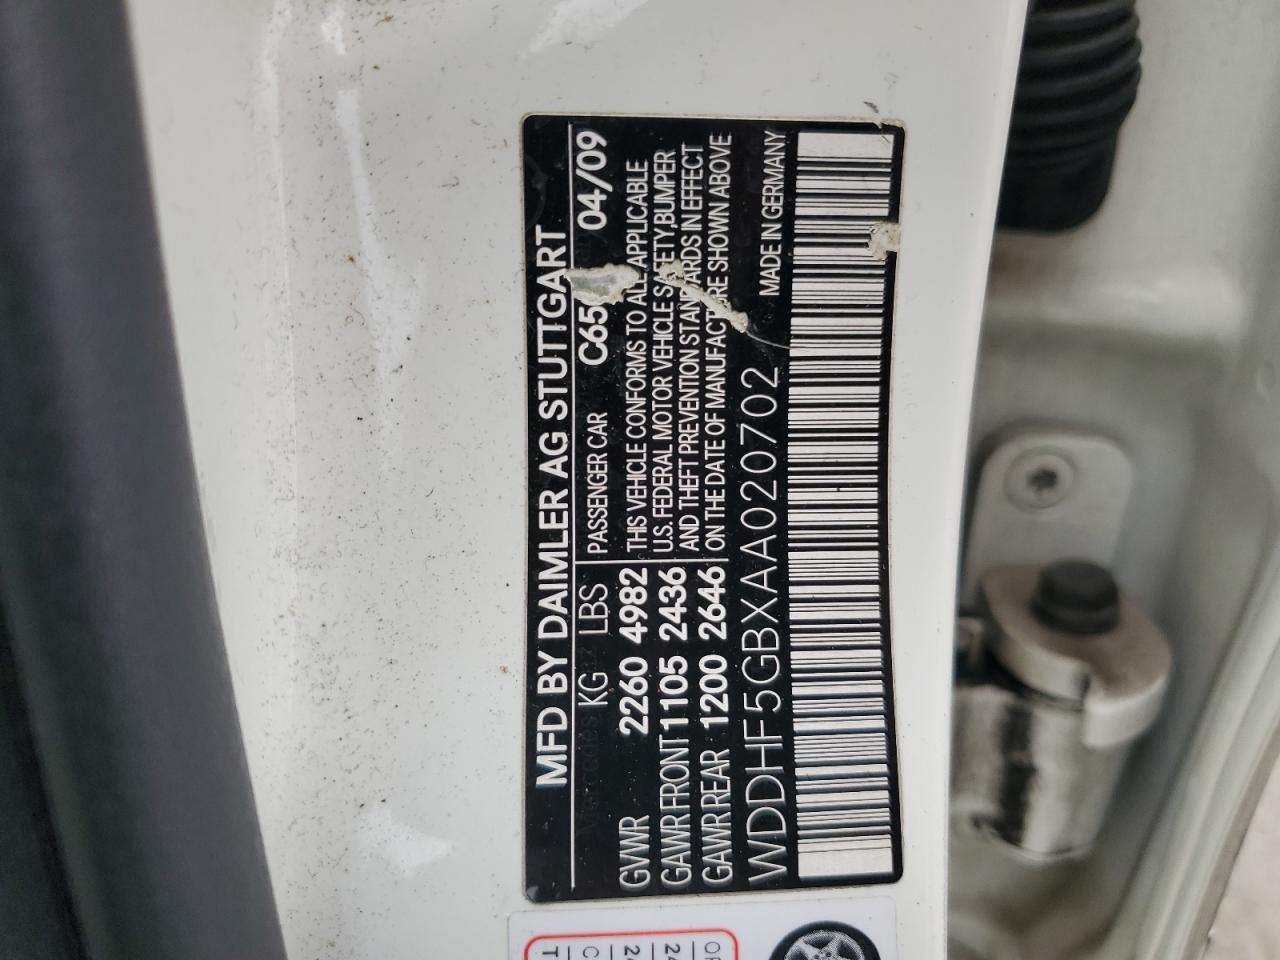 MFD BY DAIMLER AG STUTTGART
KG LBS PASSENGER CAR 04/09
GVWR 2260 4982 THIS VEHICLE CONFORMS TO ALL APPLICABLE
GAWR FRONT 1105 2436 U.S. FEDERAL MOTOR VEHICLE SAFETY, BUMPER
AND THEFT PREVENTION STANDARDS IN EFFECT
GAWR REAR 1200 2646 ON THE DATE OF MANUFACTURE SHOWN ABOVE
WDDHF5GBXAA020702 MADE IN GERMANY